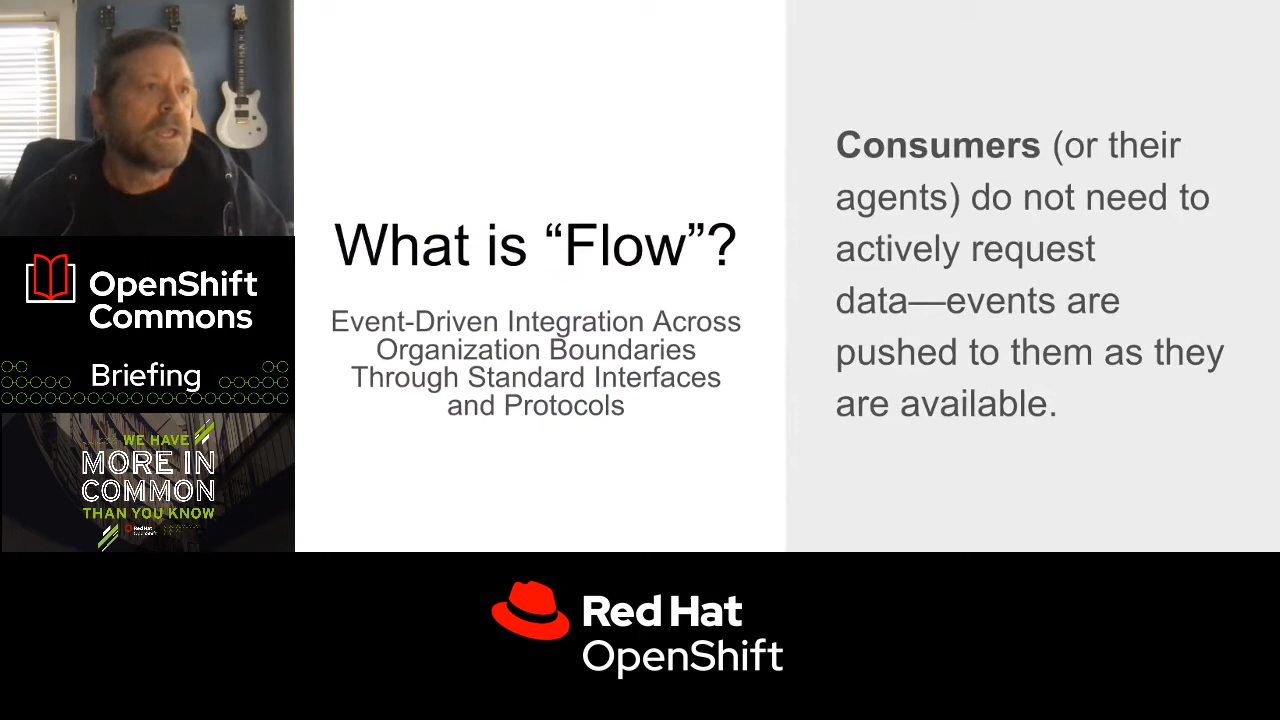 OpenShift
Commons
Briefing
WE HAVE
MORE IN
COMMON
THAN YOU KNOW
Red Hat
What is “Flow”?
Event-Driven Integration Across
Organization Boundaries
Through Standard Interfaces
and Protocols
Consumers (or their
agents) do not need to
actively request
data—events are
pushed to them as they
are available.
Red Hat
OpenShift